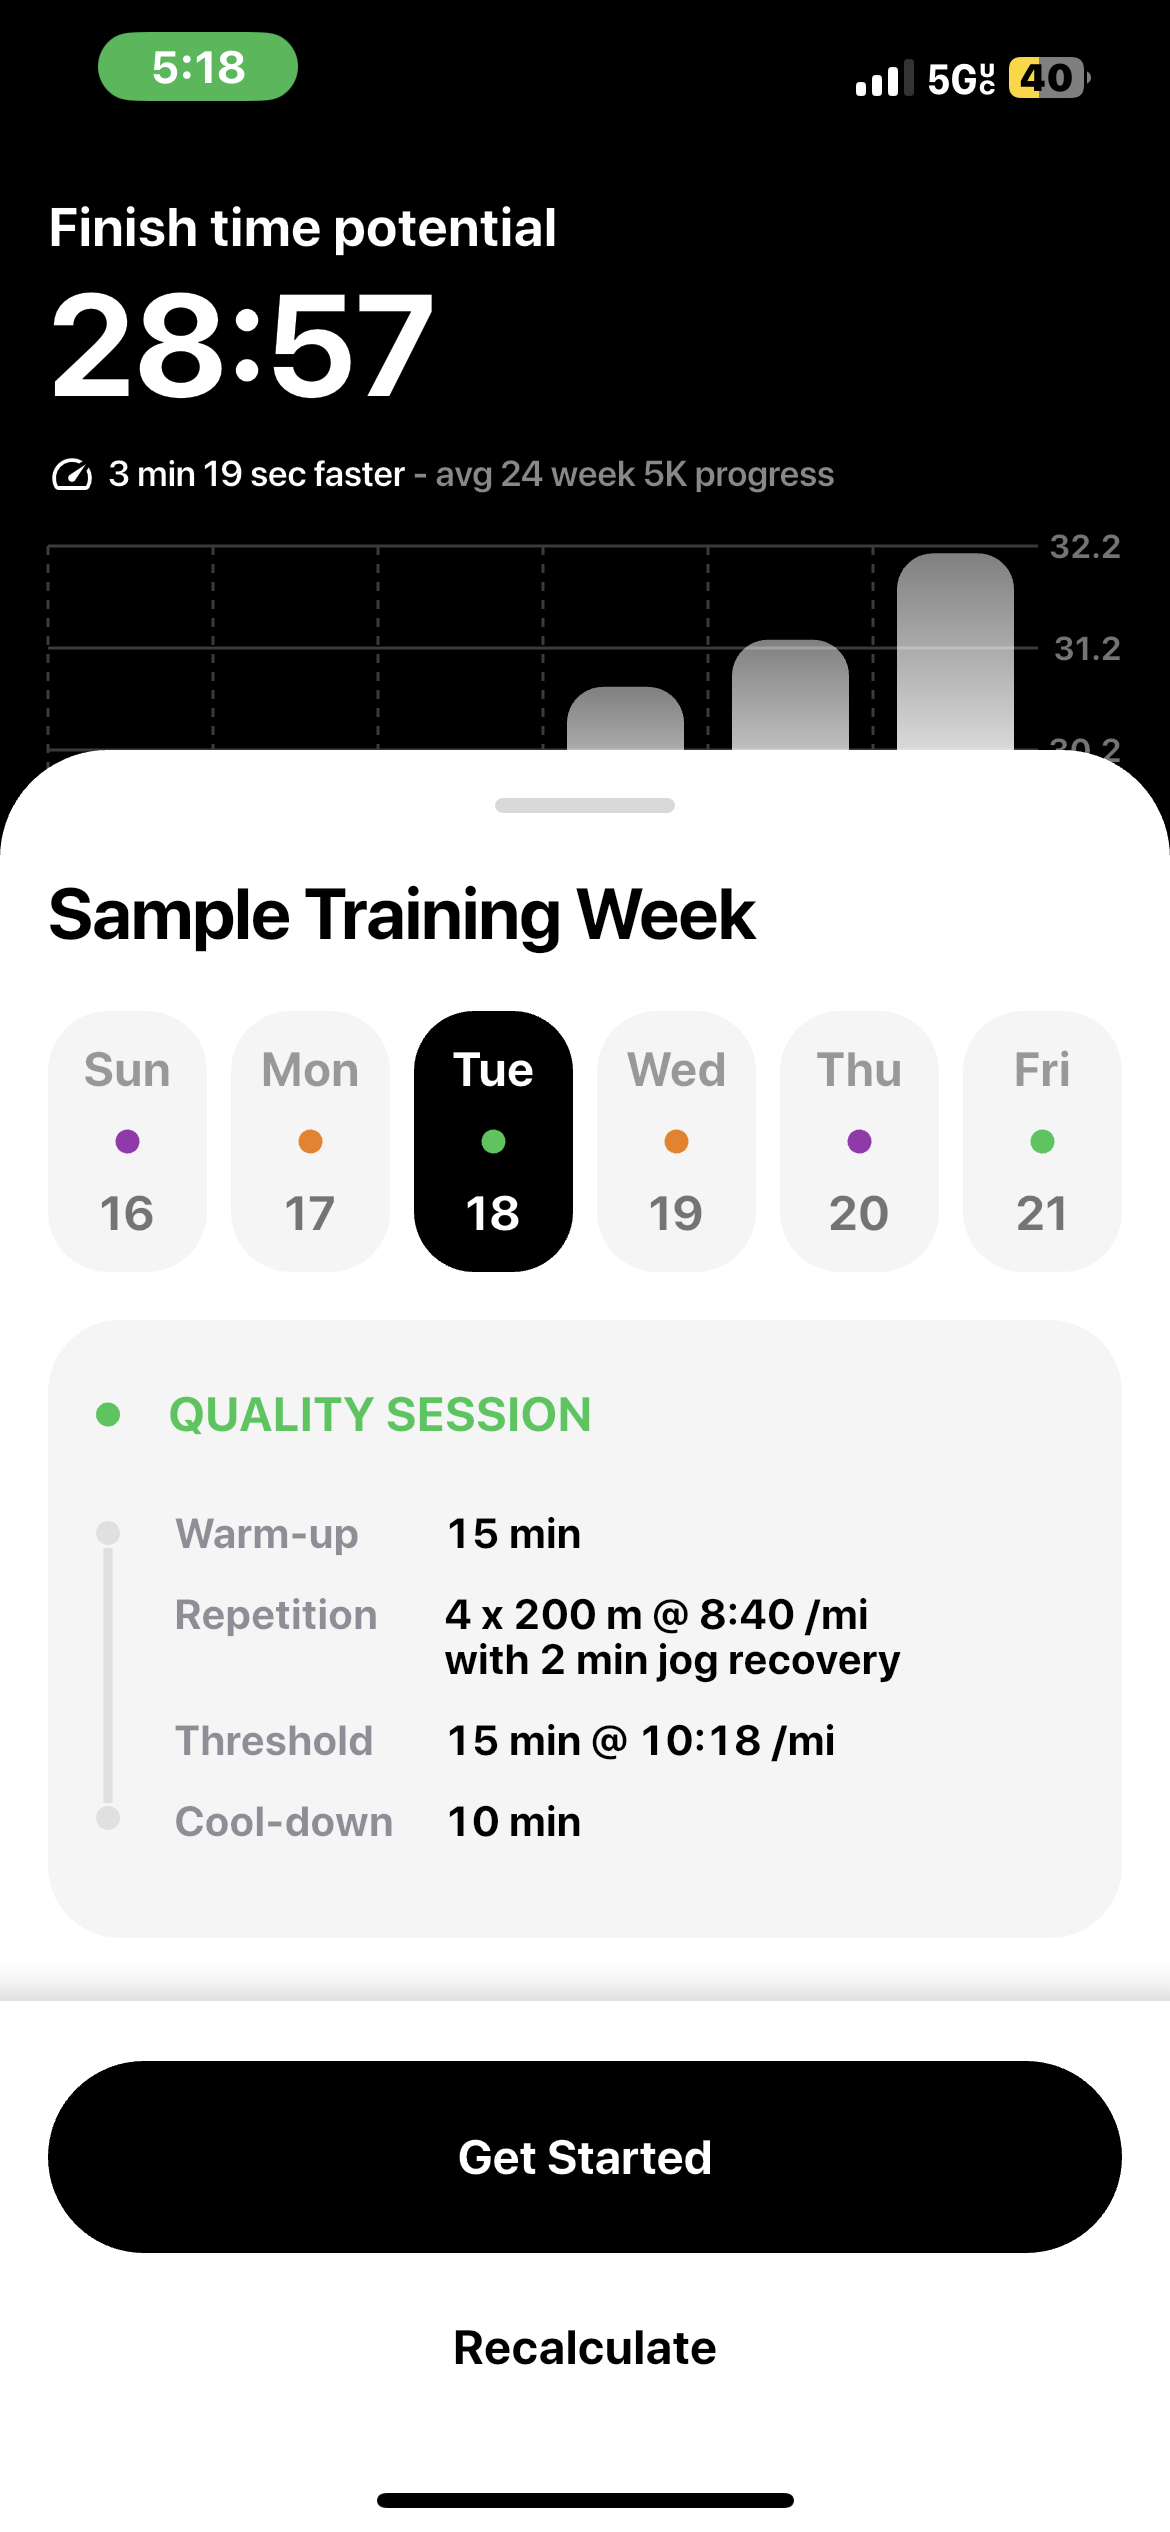 5:18
5G UC 40
Finish time potential
28:57
3 min 19 sec faster - avg 24 week 5K progress
32.2
31.2
30.2
Sample Training Week
Sun Mon Tue Wed Thu Fri
16 17 18 19 20 21
QUALITY SESSION
Warm-up 15 min
Repetition 4 x 200 m @ 8:40 /mi
with 2 min jog recovery
Threshold 15 min @ 10:18 /mi
Cool-down 10 min
Get Started
Recalculate